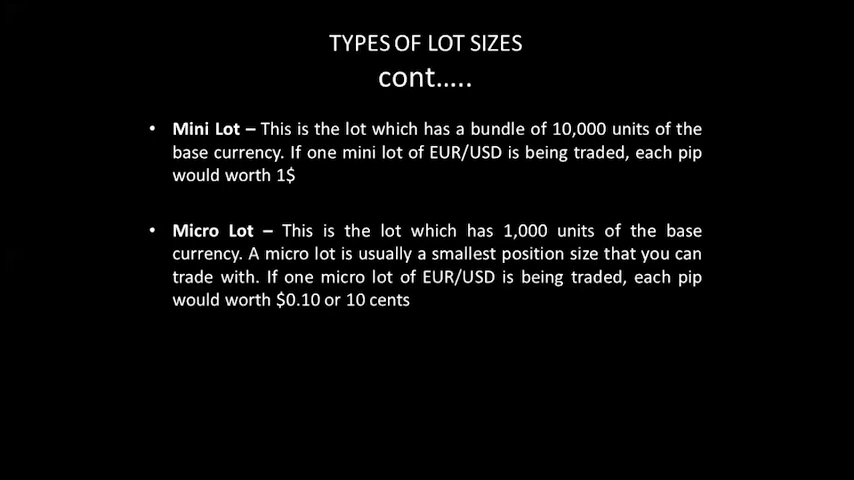 TYPES OF LOT SIZES
cont.....
• Mini Lot – This is the lot which has a bundle of 10,000 units of the
base currency. If one mini lot of EUR/USD is being traded, each pip
would worth 1$
• Micro Lot – This is the lot which has 1,000 units of the base
currency. A micro lot is usually a smallest position size that you can
trade with. If one micro lot of EUR/USD is being traded, each pip
would worth $0.10 or 10 cents